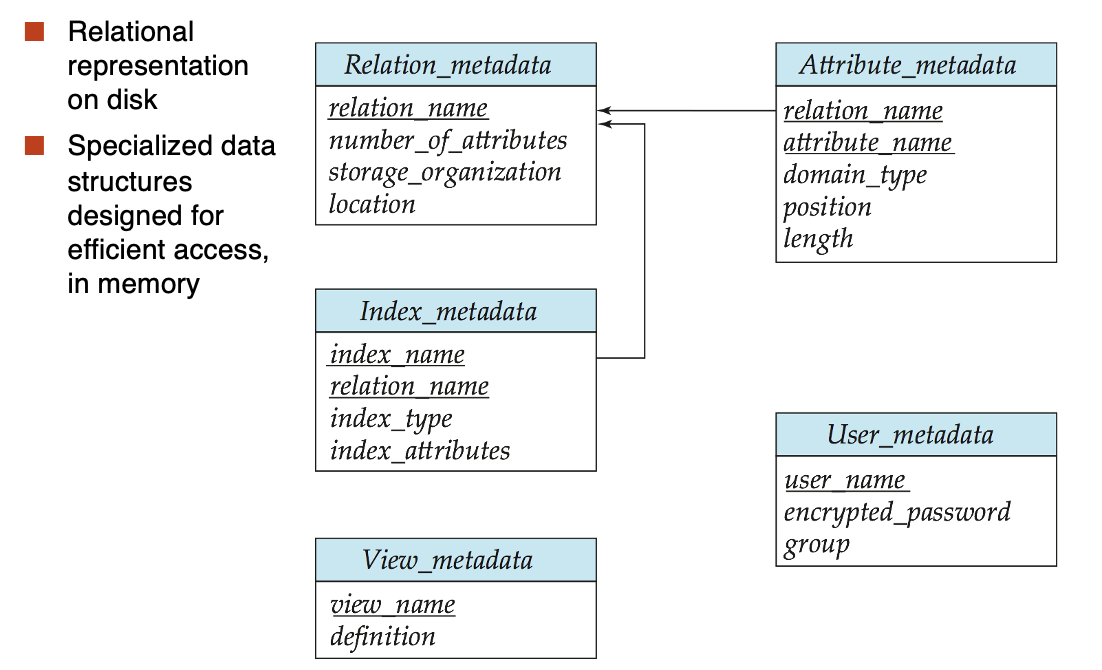 Relational
representation
on disk
Specialized data
structures
designed for
efficient access,
in memory
Relation_metadata
relation_name
number_of_attributes
storage_organization
location
Attribute_metadata
relation_name
attribute_name
domain_type
position
length
Index_metadata
index_name
relation_name
index_type
index_attributes
User_metadata
user_name
encrypted_password
group
View_metadata
view_name
definition